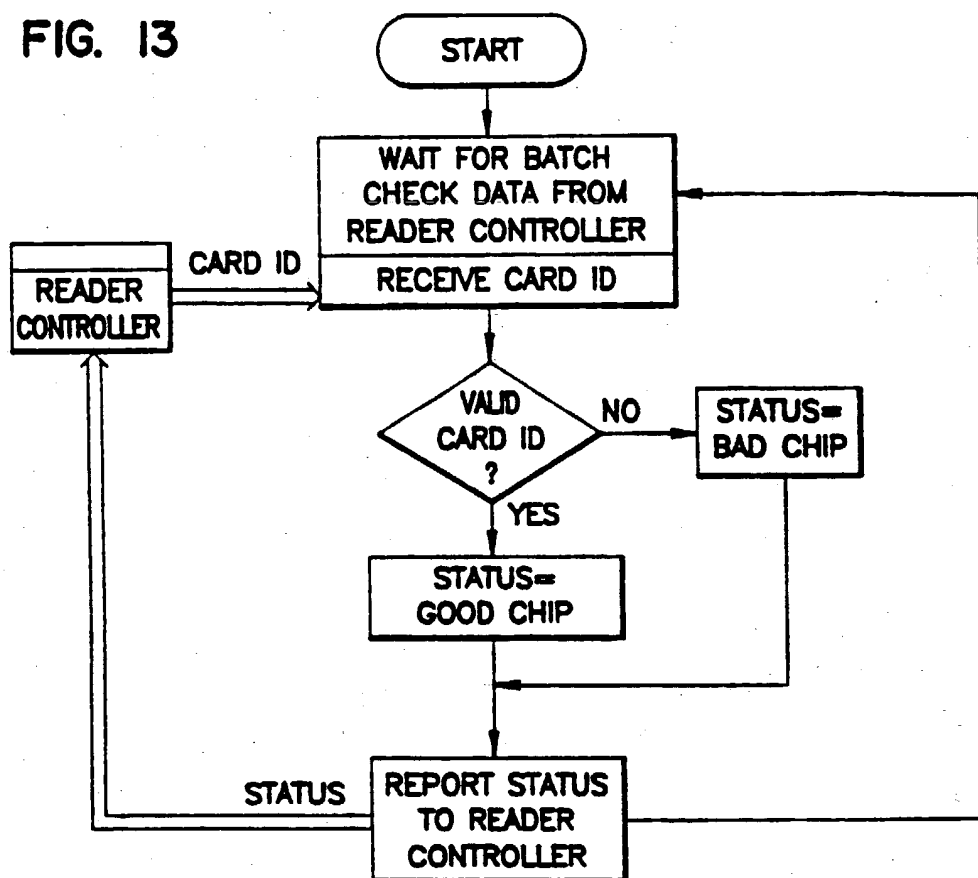 FIG. 13
START
WAIT FOR BATCH
CHECK DATA FROM
READER CONTROLLER
RECEIVE CARD ID
CARD ID
READER
CONTROLLER
VALID
CARD ID
?
NO
STATUS=
BAD CHIP
YES
STATUS=
GOOD CHIP
STATUS
REPORT STATUS
TO READER
CONTROLLER